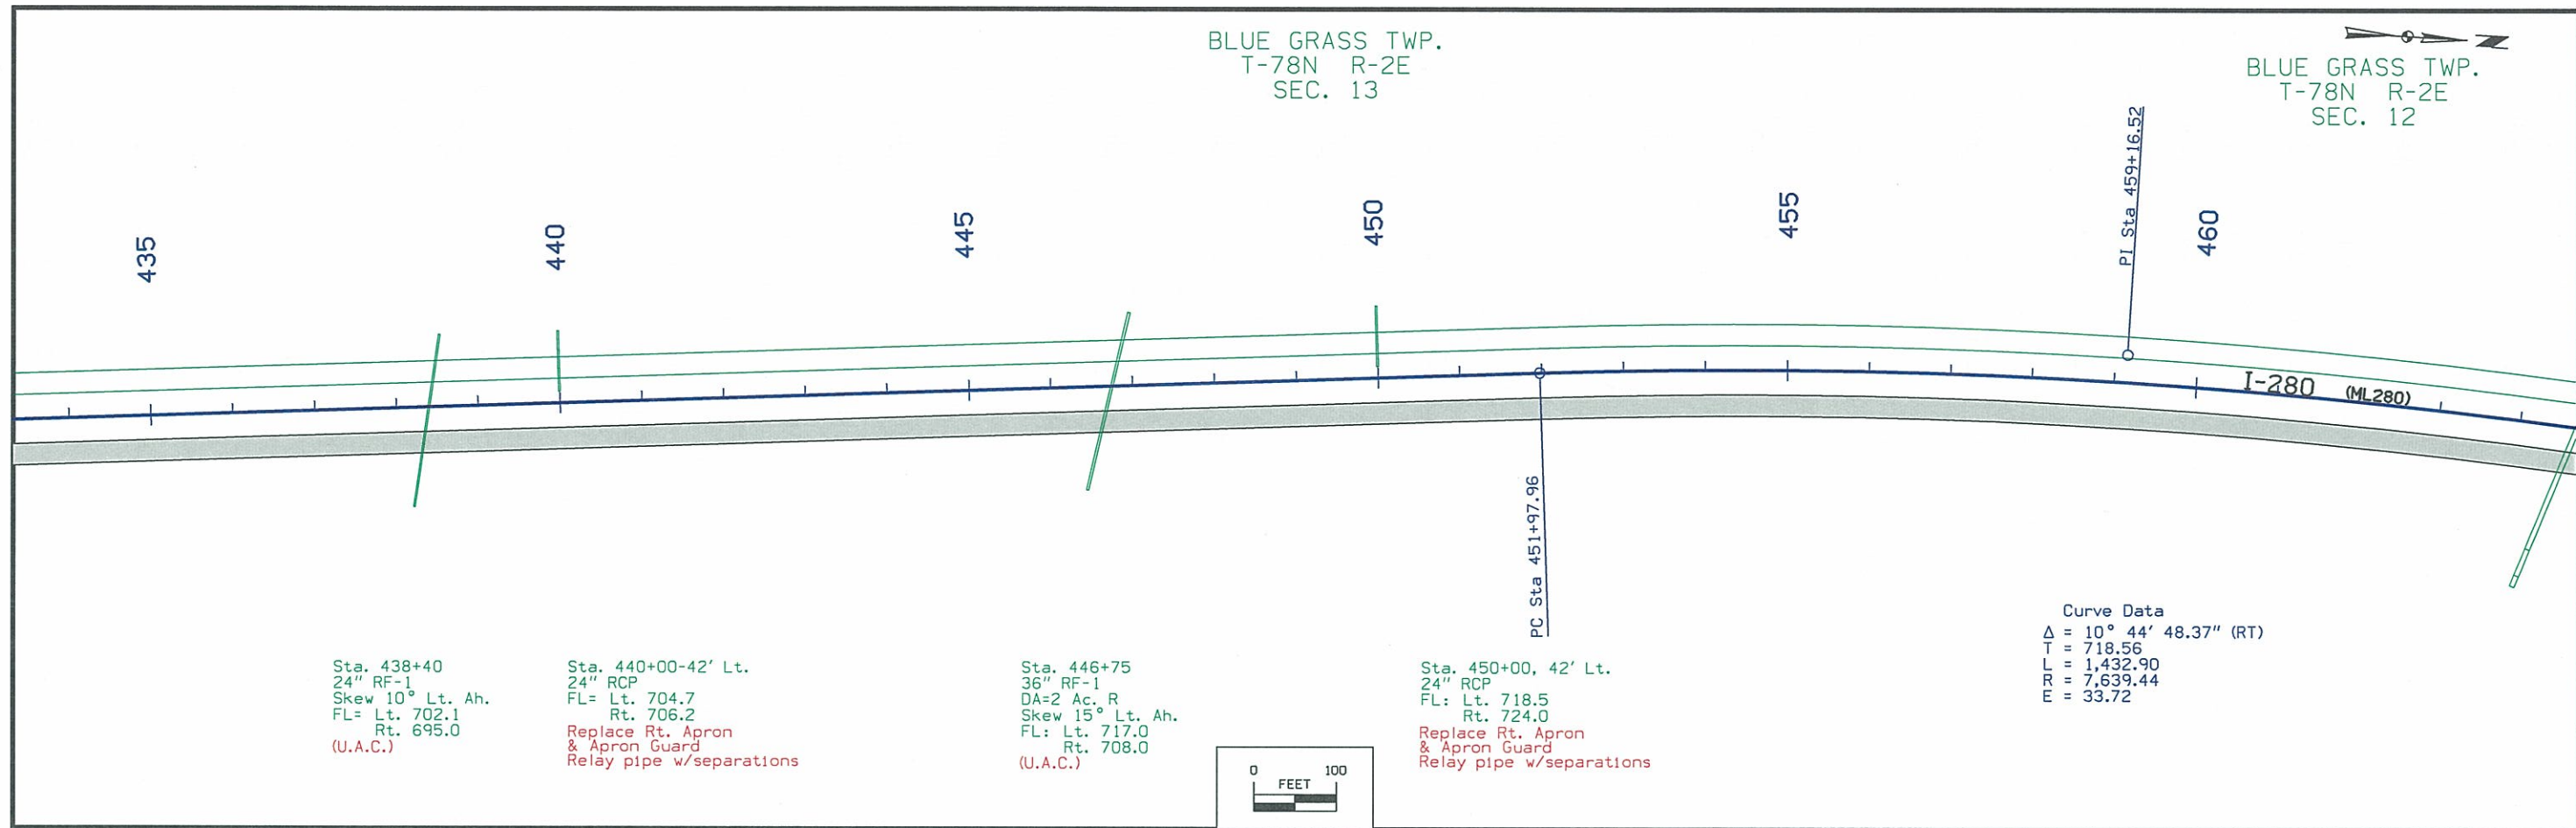 BLUE GRASS TWP.
T-78N R-2E
SEC. 13
N
BLUE GRASS TWP.
T-78N R-2E
SEC. 12
435
440
445
450
455
PI Sta 459+16.52
460
I-280 (ML280)
PC Sta 451+97.96
Sta. 438+40
24" RF-1
Skew 10° Lt. Ah.
FL= Lt. 702.1
Rt. 695.0
(U.A.C.)
Sta. 440+00-42' Lt.
24" RCP
FL= Lt. 704.7
Rt. 706.2
Replace Rt. Apron
& Apron Guard
Relay pipe w/separations
Sta. 446+75
36" RF-1
DA=2 Ac. R
Skew 15° Lt. Ah.
FL: Lt. 717.0
Rt. 708.0
(U.A.C.)
Sta. 450+00, 42' Lt.
24" RCP
FL: Lt. 718.5
Rt. 724.0
Replace Rt. Apron
& Apron Guard
Relay pipe w/separations
Curve Data
Δ = 10° 44' 48.37" (RT)
T = 718.56
L = 1,432.90
R = 7,639.44
E = 33.72
0 100
FEET